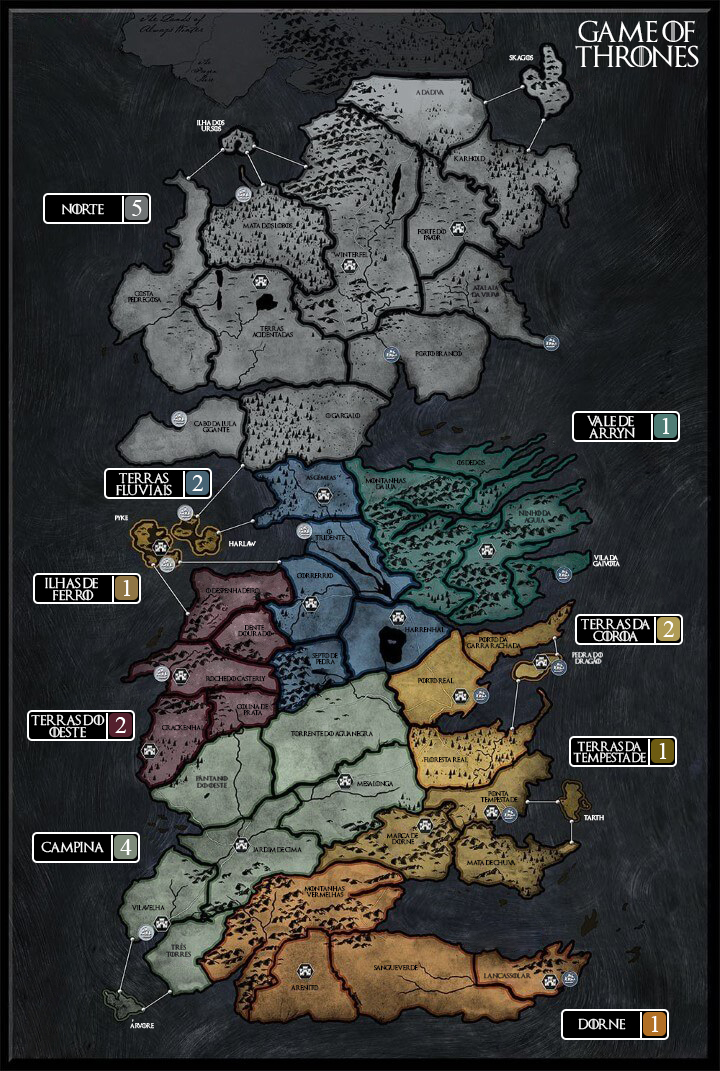 The Lands of
Always Winter
GAME OF
THRONES
SKAGOS
A DÁDIVA
ILHA DOS
URSOS
KARHOLD
NORTE 5
MATA DOS LOBOS
FORTE DO
PAVOR
WINTERFELL
COSTA
PEDREGOSA
ATALAIA
DA VIÚVA
TERRAS
ACIDENTADAS
PORTO BRANCO
CABO DA LULA
GIGANTE
O GARGALO
VALE DE
ARRYN 1
TERRAS
FLUVIAIS 2
AS GÊMEAS
MONTANHAS
DA LUA
OS DEDOS
NINHO DA
ÁGUIA
PYKE
HARLAW
O
TRIDENTE
VILA DA
GAIVOTA
ILHAS DE
FERRO 1
O DESPENHADEIRO
CORRERRIO
DENTE
DOURADO
HARRENHAL
TERRAS DA
COROA 2
PORTO DA
GARRA RACHADA
PEDRA DO
DRAGÃO
SEPTO DE
PEDRA
ROCHEDO CASTERLY
PORTO REAL
TERRAS DO
OESTE 2
CRACKENHALL
COLINA DE
PRATA
TORRENTE DO ÁGUANEGRA
FLORESTA REAL
TERRAS DA
TEMPESTADE 1
PÂNTANO
DO OESTE
MESALONGA
PONTA
TEMPESTADE
TARTH
CAMPINA 4
JARDIM DE CIMA
MARCA DE
DORNE
MATA DE CHUVA
MONTANHAS
VERMELHAS
VILAVELHA
TRÊS
TORRES
SANGUEVERDE
LANÇASSOLAR
ARENITO
ÁRVORE
DORNE 1